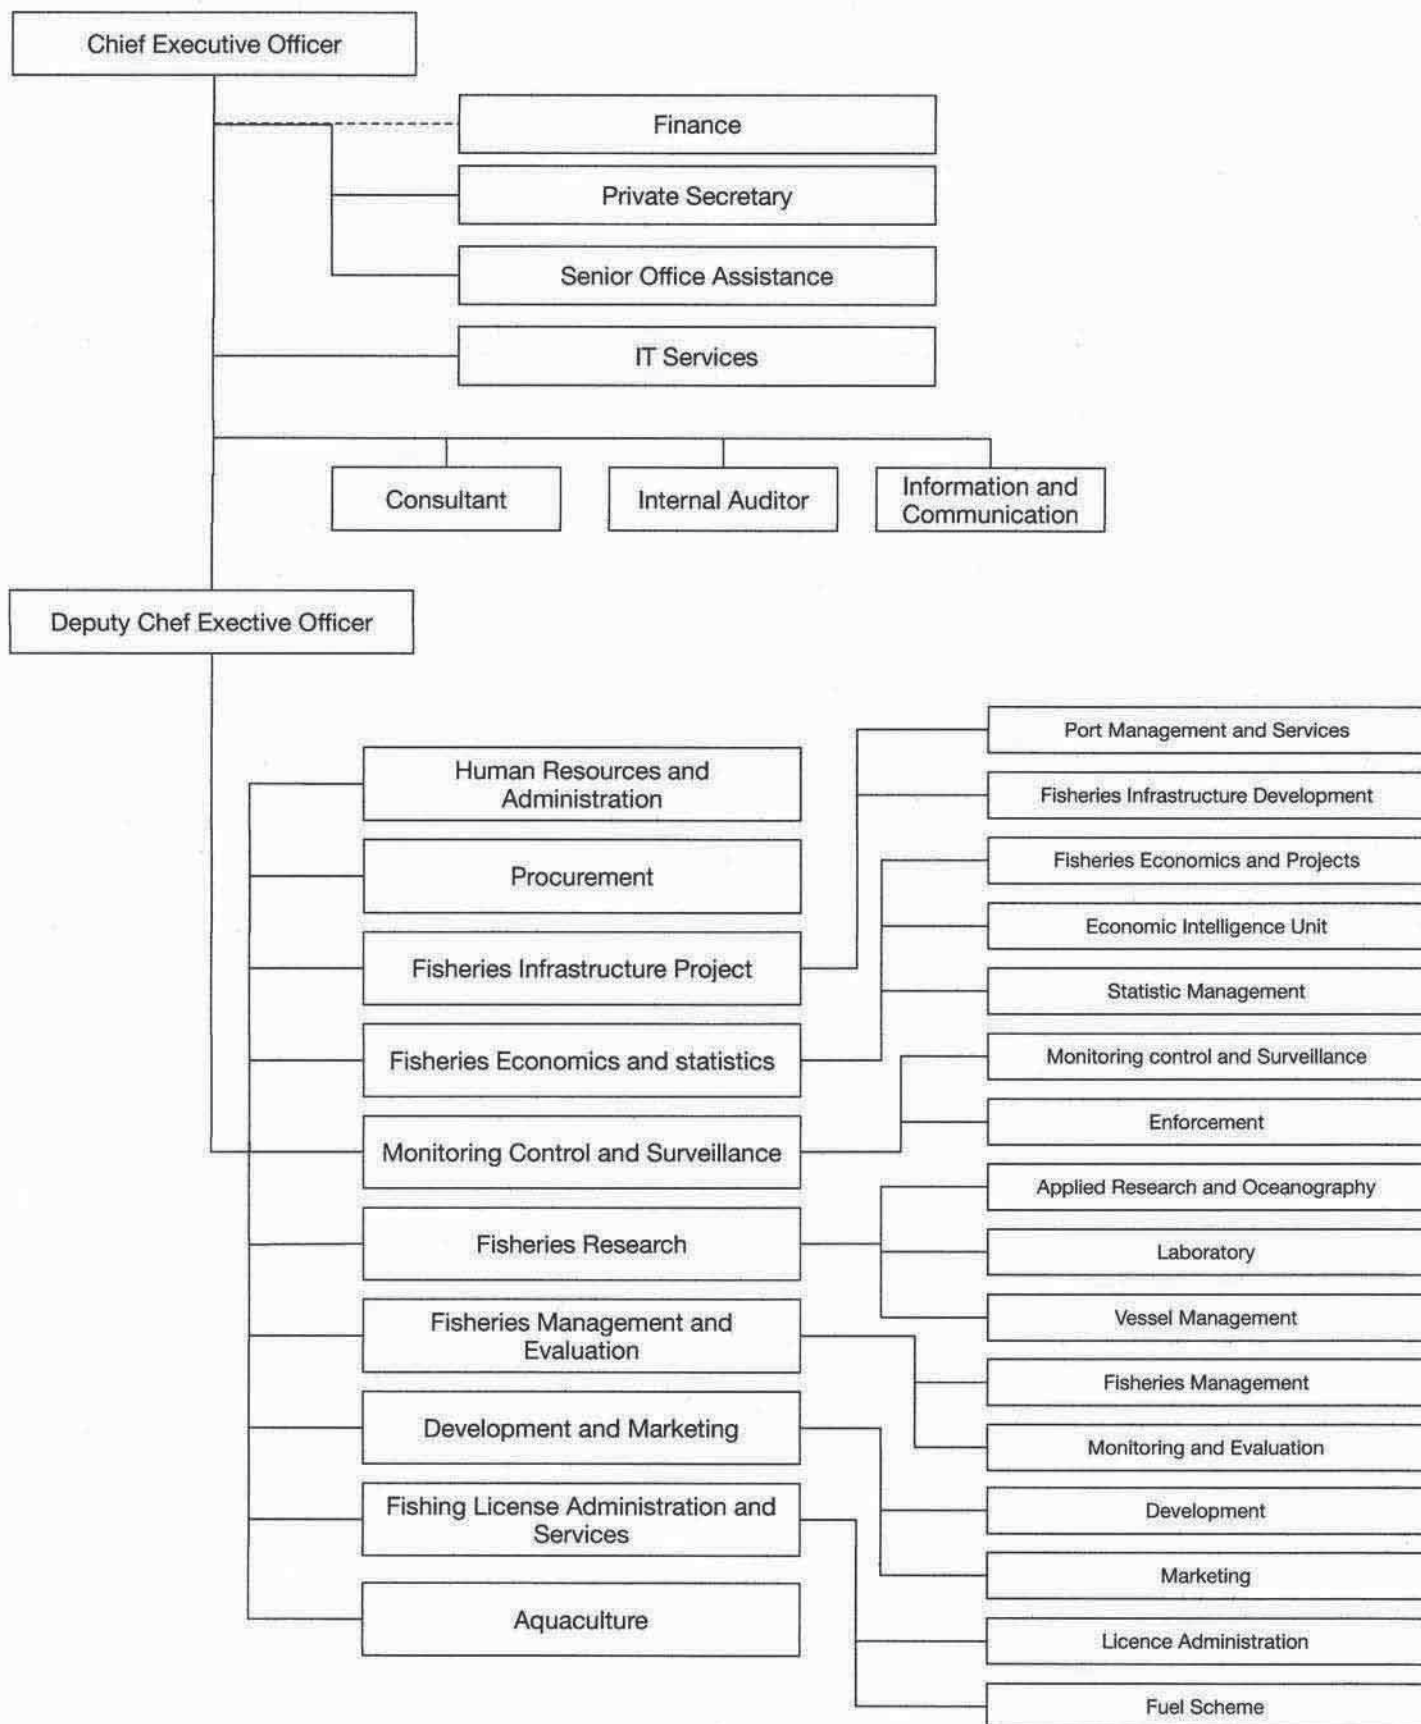 Chief Executive Officer
Finance
Private Secretary
Senior Office Assistance
IT Services
Consultant
Internal Auditor
Information and
Communication
Deputy Chef Exective Officer
Human Resources and
Administration
Procurement
Fisheries Infrastructure Project
Fisheries Economics and statistics
Monitoring Control and Surveillance
Fisheries Research
Fisheries Management and
Evaluation
Development and Marketing
Fishing License Administration and
Services
Aquaculture
Port Management and Services
Fisheries Infrastructure Development
Fisheries Economics and Projects
Economic Intelligence Unit
Statistic Management
Monitoring control and Surveillance
Enforcement
Applied Research and Oceanography
Laboratory
Vessel Management
Fisheries Management
Monitoring and Evaluation
Development
Marketing
Licence Administration
Fuel Scheme